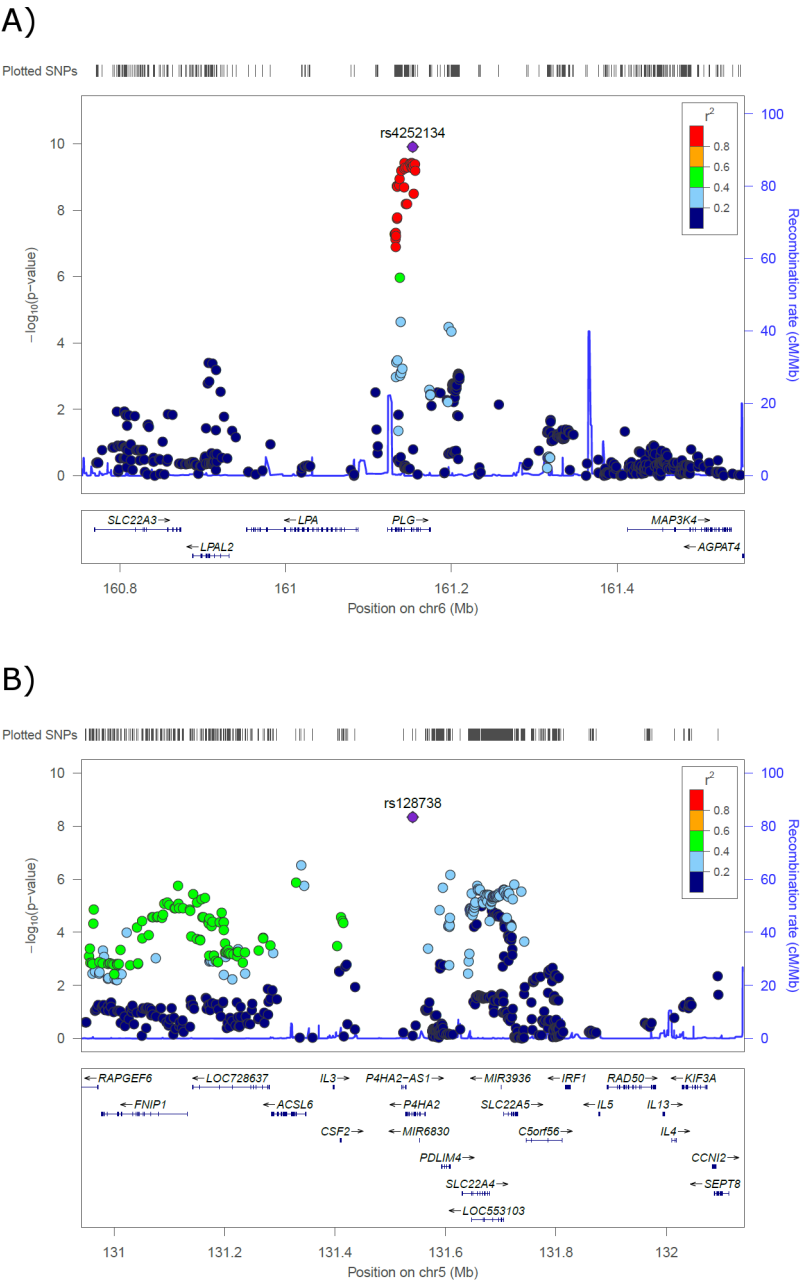 A)
Plotted SNPs
rs4252134
r2
0.8
0.6
0.4
0.2
10
8
6
4
2
0
−log10(p−value)
100
80
60
40
20
0
Recombination rate (cM/Mb)
SLC22A3→
←LPA
PLG→
MAP3K4→
←LPAL2
←AGPAT4
160.8
161
161.2
161.4
Position on chr6 (Mb)
B)
Plotted SNPs
rs128738
r2
0.8
0.6
0.4
0.2
10
8
6
4
2
0
−log10(p−value)
100
80
60
40
20
0
Recombination rate (cM/Mb)
←RAPGEF6
←LOC728637
IL3→
P4HA2−AS1→
←MIR3936
←IRF1
RAD50→
←KIF3A
←FNIP1
←ACSL6
←P4HA2
SLC22A5→
←IL5
IL13→
CSF2→
←MIR6830
C5orf56→
IL4→
PDLIM4→
CCNI2→
SLC22A4→
←SEPT8
←LOC553103
131
131.2
131.4
131.6
131.8
132
Position on chr5 (Mb)